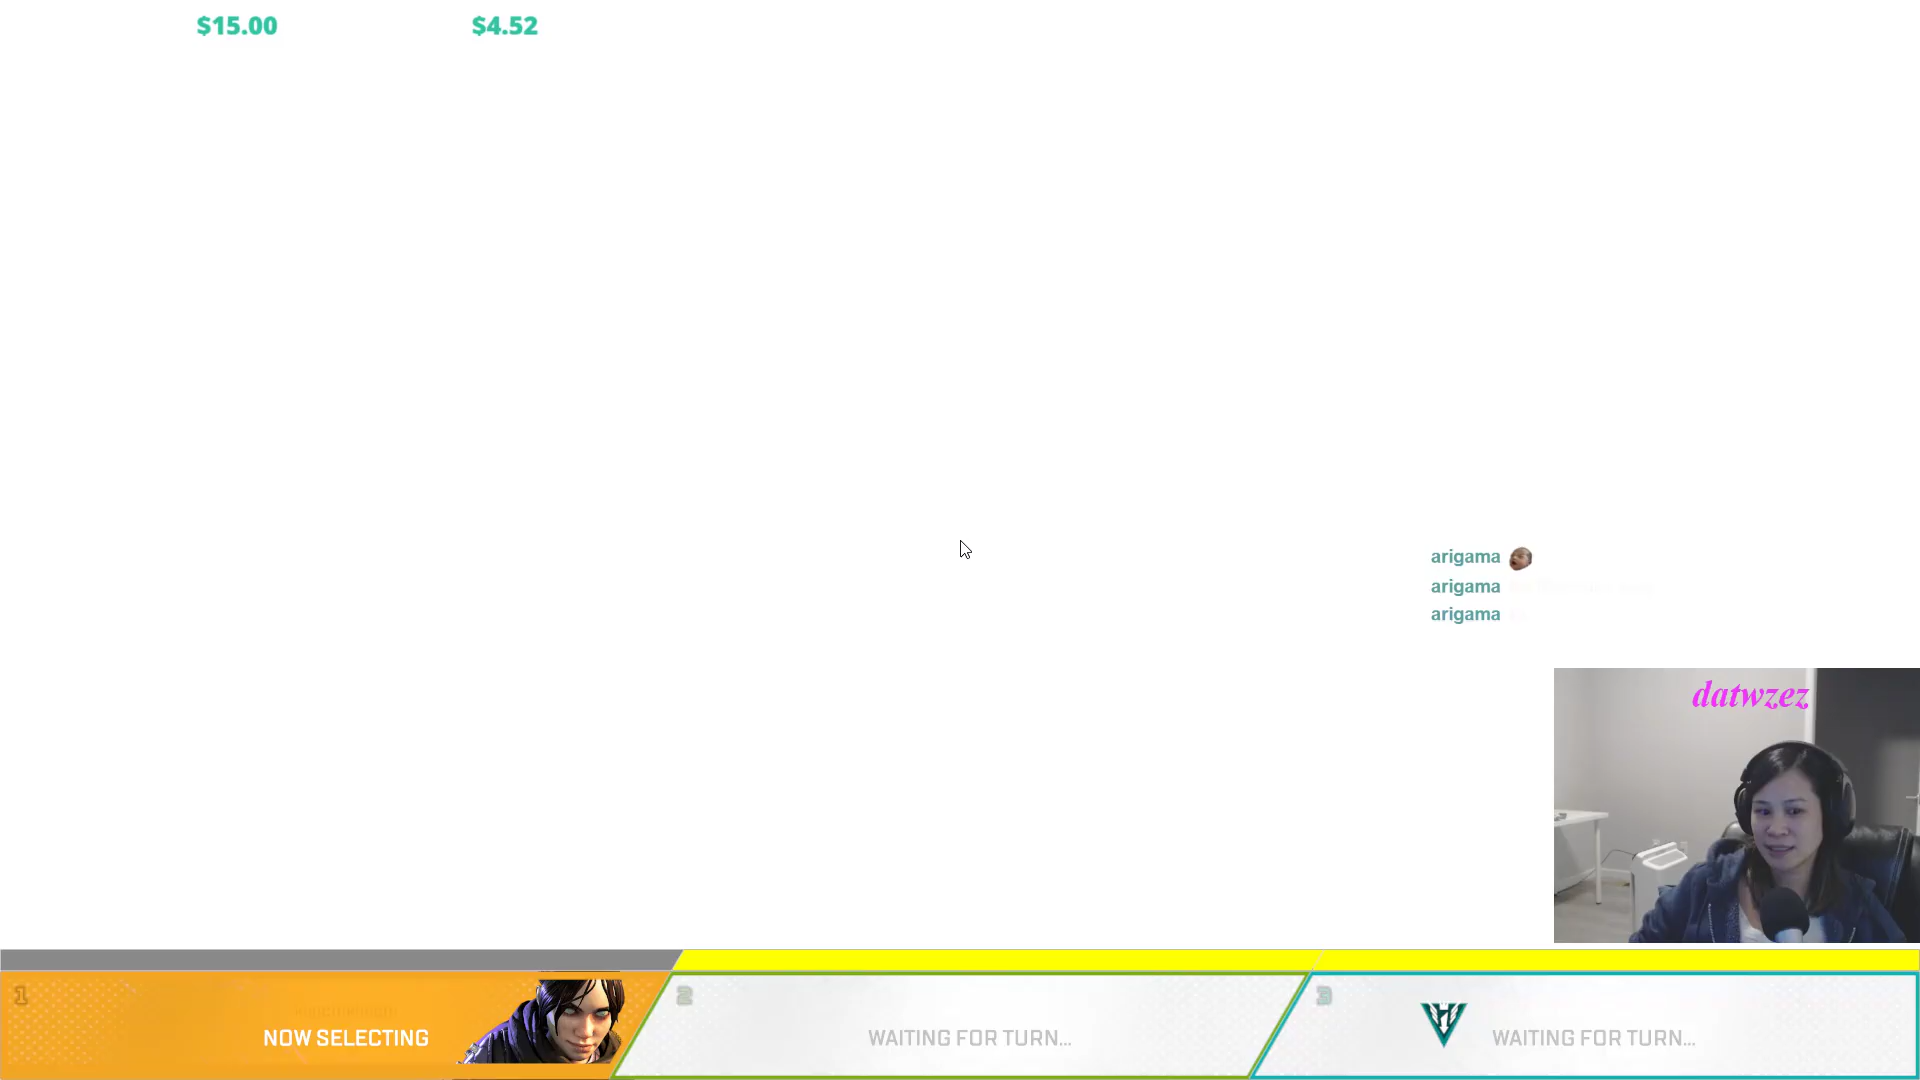 $15.00 $4.52
arigama
arigama
arigama
datwzez
1
NOW SELECTING
2
WAITING FOR TURN...
3
WAITING FOR TURN...